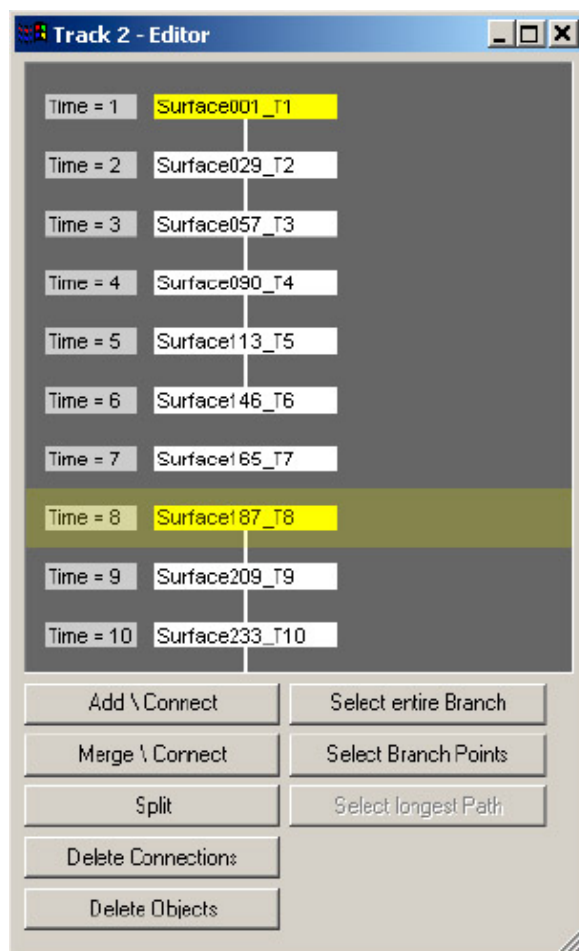 Track 2 - Editor
Time = 1 Surface001_T1
Time = 2 Surface029_T2
Time = 3 Surface057_T3
Time = 4 Surface090_T4
Time = 5 Surface113_T5
Time = 6 Surface146_T6
Time = 7 Surface165_T7
Time = 8 Surface187_T8
Time = 9 Surface209_T9
Time = 10 Surface233_T10
Add \ Connect Select entire Branch
Merge \ Connect Select Branch Points
Split Select longest Path
Delete Connections
Delete Objects